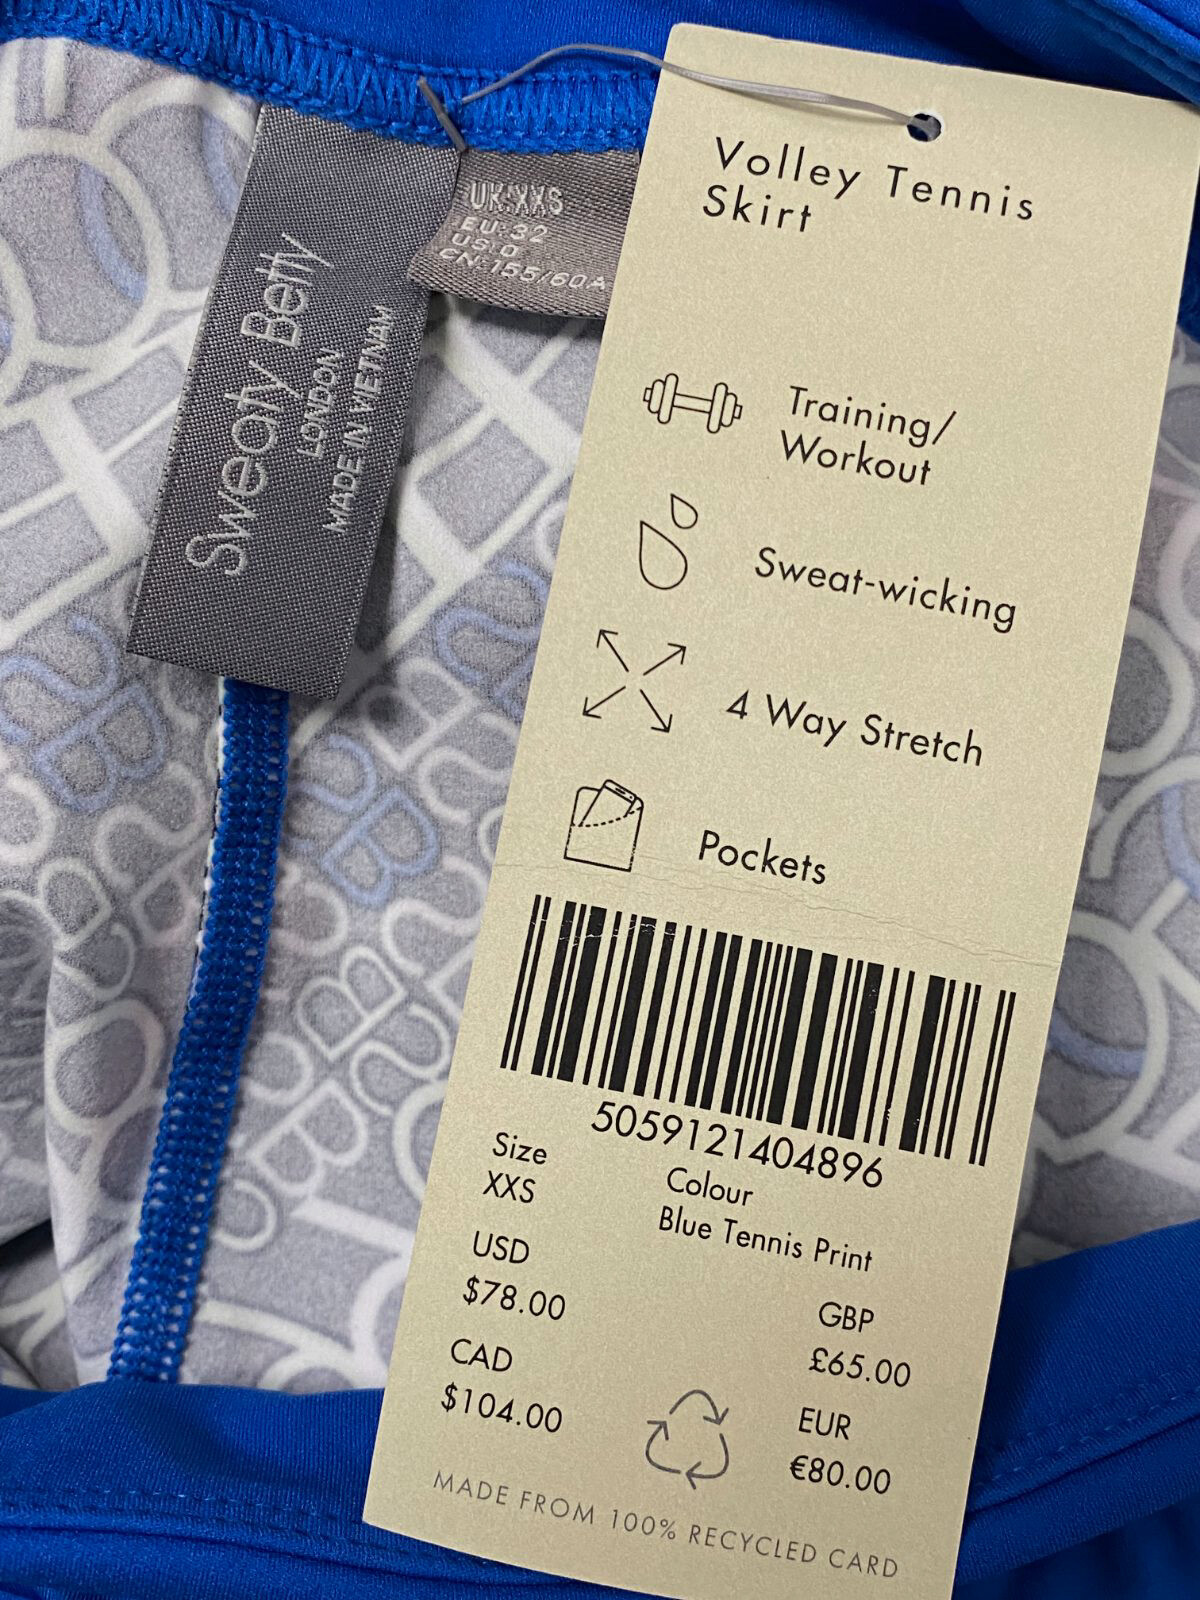 Sweaty Betty
LONDON
MADE IN VIETNAM
UK:XXS
EU:32
US:0
CN:155/60A
Volley Tennis
Skirt
Training/
Workout
Sweat-wicking
4 Way Stretch
Pockets
5059121404896
Size
XXS
Colour
Blue Tennis Print
USD
$78.00
GBP
£65.00
CAD
$104.00
EUR
€80.00
MADE FROM 100% RECYCLED CARD